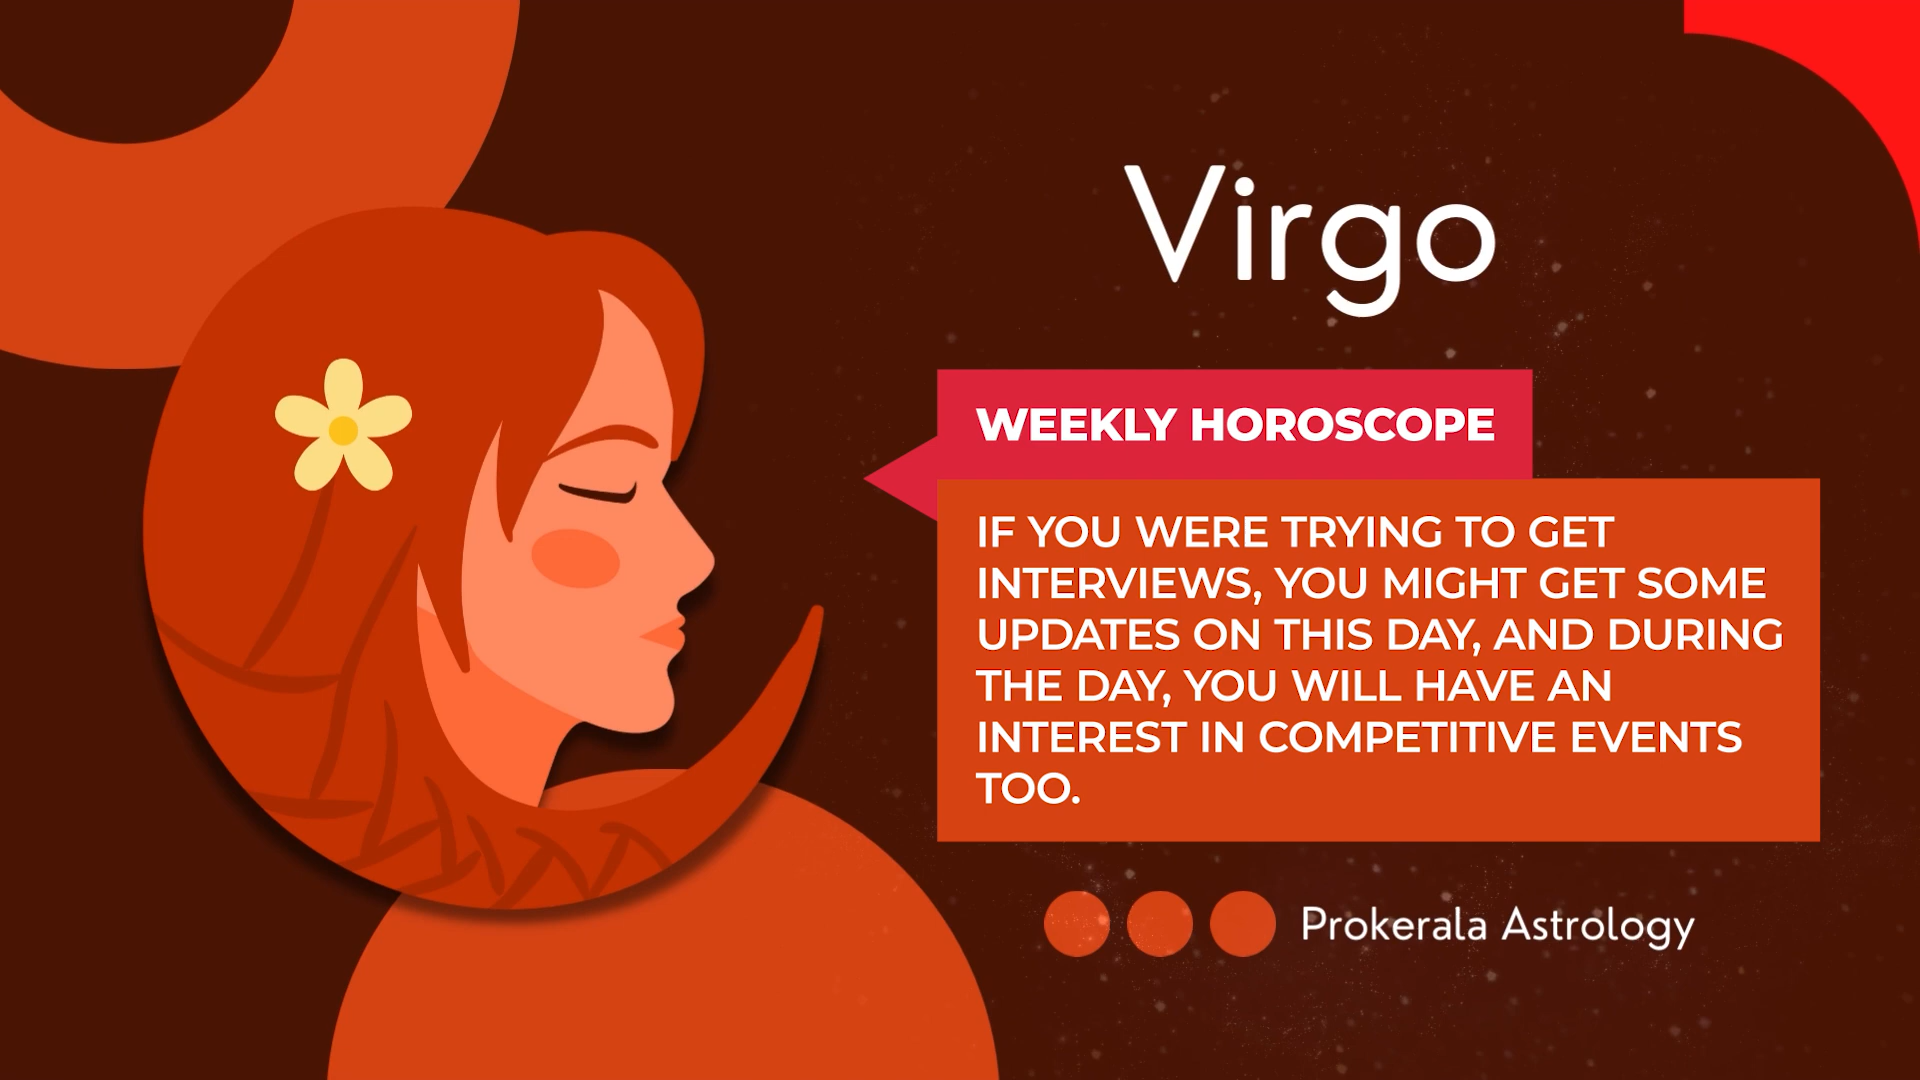 Virgo
WEEKLY HOROSCOPE
IF YOU WERE TRYING TO GET
INTERVIEWS, YOU MIGHT GET SOME
UPDATES ON THIS DAY, AND DURING
THE DAY, YOU WILL HAVE AN
INTEREST IN COMPETITIVE EVENTS
TOO.
Prokerala Astrology